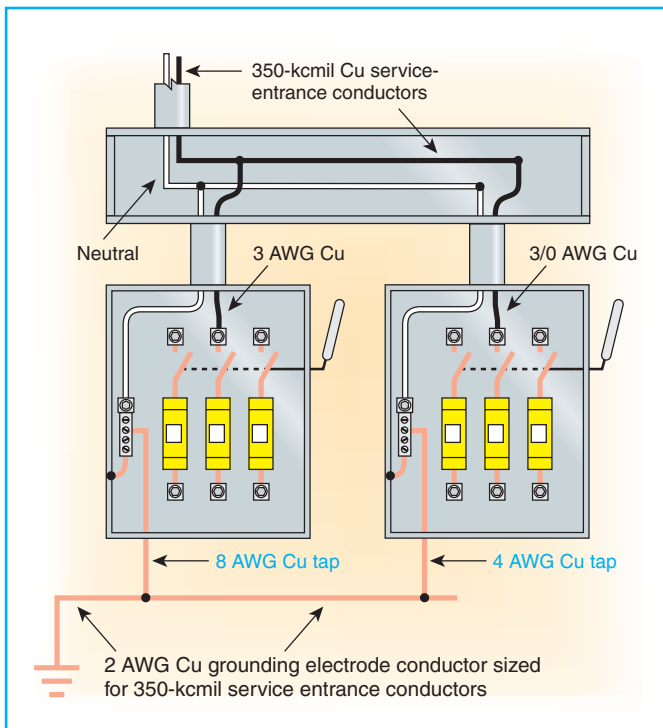 350-kcmil Cu service-
entrance conductors
Neutral
3 AWG Cu
3/0 AWG Cu
8 AWG Cu tap
4 AWG Cu tap
2 AWG Cu grounding electrode conductor sized
for 350-kcmil service entrance conductors